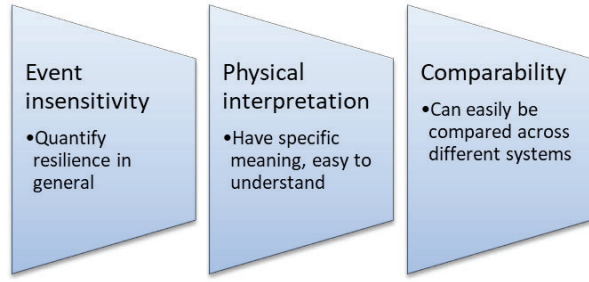 Event
insensitivity
•Quantify
resilience in
general
Physical
interpretation
•Have specific
meaning, easy to
understand
Comparability
•Can easily be
compared across
different systems